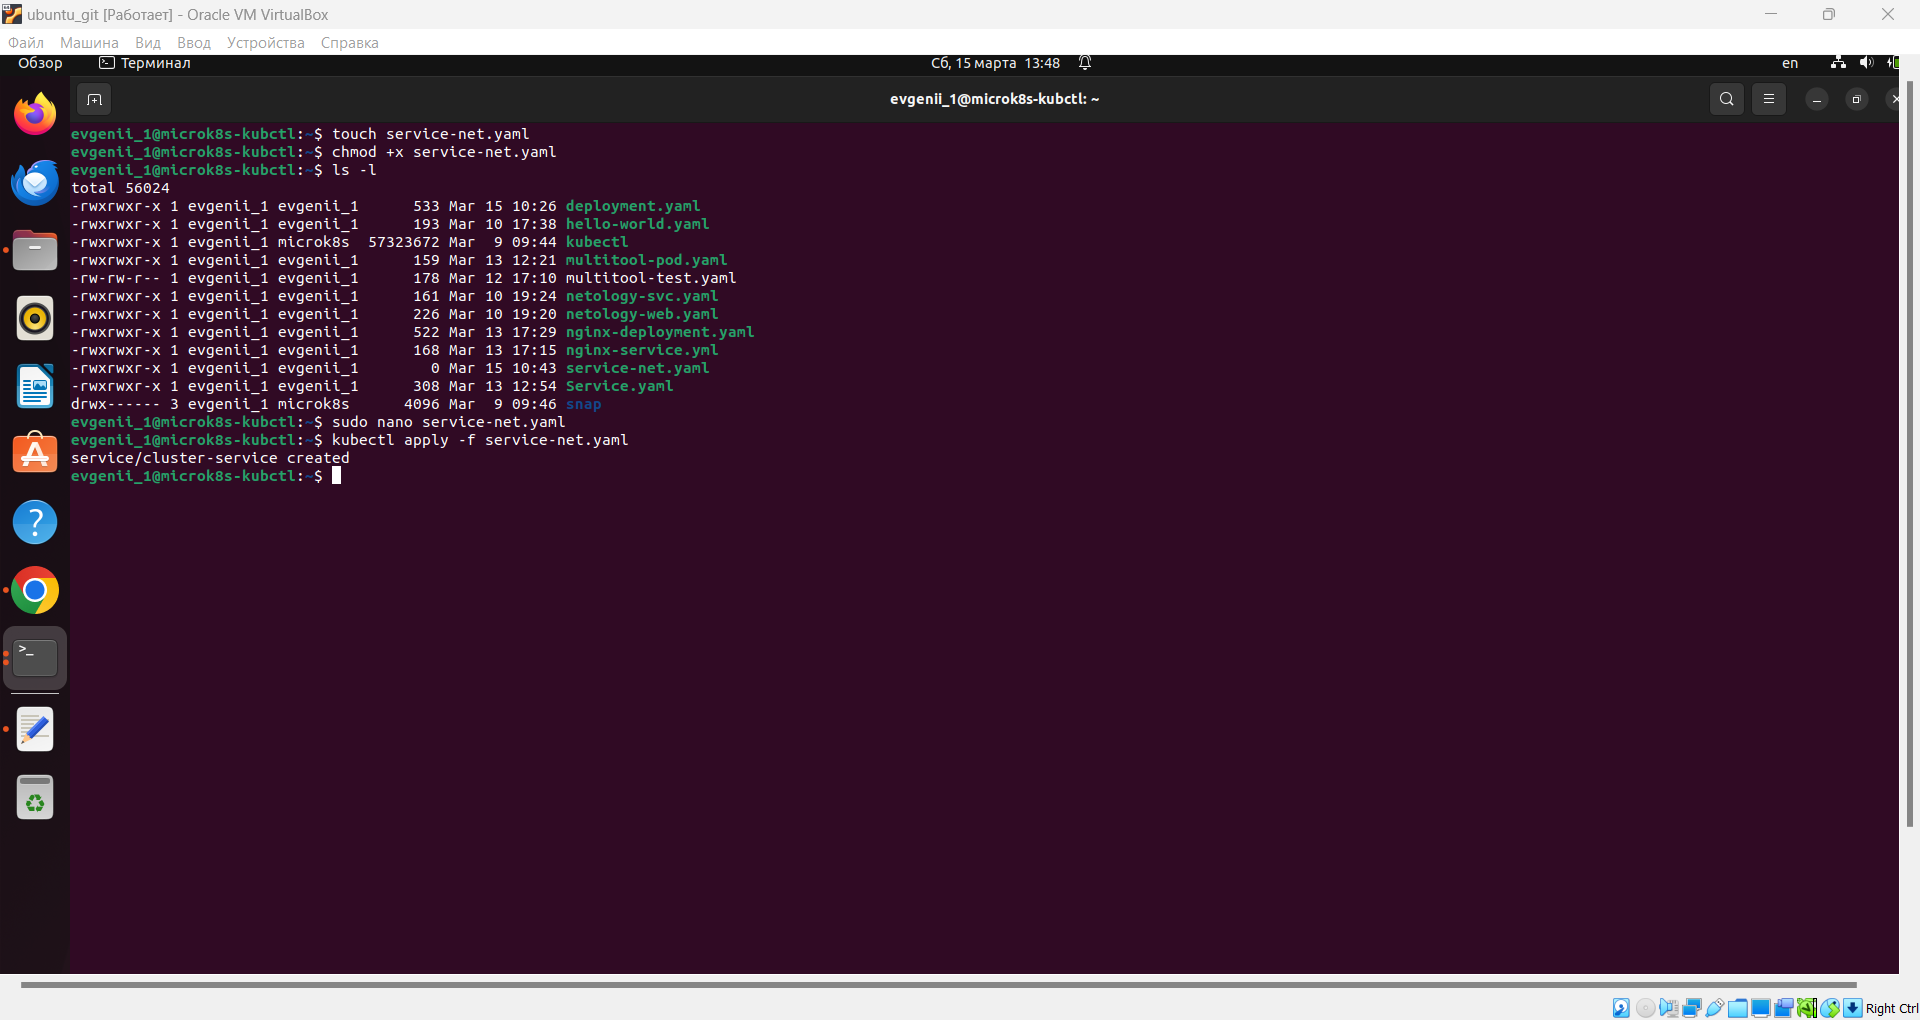 ubuntu_git [Работает] - Oracle VM VirtualBox
Файл Машина Вид Ввод Устройства Справка
Обзор Терминал Сб, 15 марта 13:48 en
evgenii_1@microk8s-kubctl: ~
evgenii_1@microk8s-kubctl:~$ touch service-net.yaml
evgenii_1@microk8s-kubctl:~$ chmod +x service-net.yaml
evgenii_1@microk8s-kubctl:~$ ls -l
total 56024
-rwxrwxr-x 1 evgenii_1 evgenii_1 533 Mar 15 10:26 deployment.yaml
-rwxrwxr-x 1 evgenii_1 evgenii_1 193 Mar 10 17:38 hello-world.yaml
-rwxrwxr-x 1 evgenii_1 microk8s 57323672 Mar 9 09:44 kubectl
-rwxrwxr-x 1 evgenii_1 evgenii_1 159 Mar 13 12:21 multitool-pod.yaml
-rw-rw-r-- 1 evgenii_1 evgenii_1 178 Mar 12 17:10 multitool-test.yaml
-rwxrwxr-x 1 evgenii_1 evgenii_1 161 Mar 10 19:24 netology-svc.yaml
-rwxrwxr-x 1 evgenii_1 evgenii_1 226 Mar 10 19:20 netology-web.yaml
-rwxrwxr-x 1 evgenii_1 evgenii_1 522 Mar 13 17:29 nginx-deployment.yaml
-rwxrwxr-x 1 evgenii_1 evgenii_1 168 Mar 13 17:15 nginx-service.yml
-rwxrwxr-x 1 evgenii_1 evgenii_1 0 Mar 15 10:43 service-net.yaml
-rwxrwxr-x 1 evgenii_1 evgenii_1 308 Mar 13 12:54 Service.yaml
drwx------ 3 evgenii_1 microk8s 4096 Mar 9 09:46 snap
evgenii_1@microk8s-kubctl:~$ sudo nano service-net.yaml
evgenii_1@microk8s-kubctl:~$ kubectl apply -f service-net.yaml
service/cluster-service created
evgenii_1@microk8s-kubctl:~$
Right Ctrl